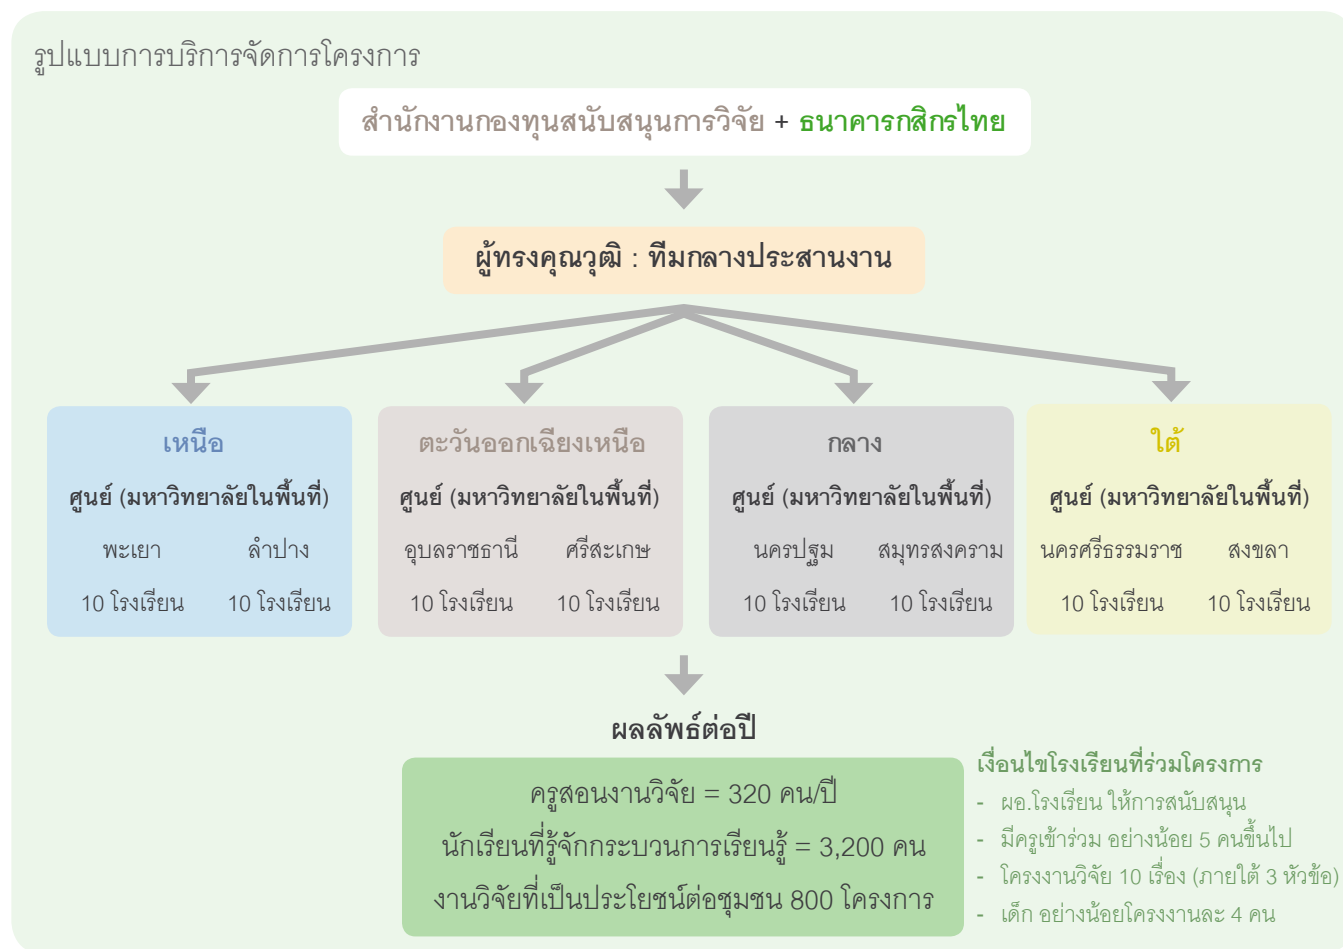 รูปแบบการบริการจัดการโครงการ
สำนักงานกองทุนสนับสนุนการวิจัย + ธนาคารกสิกรไทย
ผู้ทรงคุณวุฒิ : ทีมกลางประสานงาน
เหนือ
ศูนย์ (มหาวิทยาลัยในพื้นที่)
พะเยา ลำปาง
10 โรงเรียน 10 โรงเรียน
ตะวันออกเฉียงเหนือ
ศูนย์ (มหาวิทยาลัยในพื้นที่)
อุบลราชธานี ศรีสะเกษ
10 โรงเรียน 10 โรงเรียน
กลาง
ศูนย์ (มหาวิทยาลัยในพื้นที่)
นครปฐม สมุทรสงคราม
10 โรงเรียน 10 โรงเรียน
ใต้
ศูนย์ (มหาวิทยาลัยในพื้นที่)
นครศรีธรรมราช สงขลา
10 โรงเรียน 10 โรงเรียน
ผลลัพธ์ต่อปี
ครูสอนงานวิจัย = 320 คน/ปี
นักเรียนที่รู้จักกระบวนการเรียนรู้ = 3,200 คน
งานวิจัยที่เป็นประโยชน์ต่อชุมชน 800 โครงการ
เงื่อนไขโรงเรียนที่ร่วมโครงการ
- ผอ.โรงเรียน ให้การสนับสนุน
- มีครูเข้าร่วม อย่างน้อย 5 คนขึ้นไป
- โครงงานวิจัย 10 เรื่อง (ภายใต้ 3 หัวข้อ)
- เด็ก อย่างน้อยโครงงานละ 4 คน